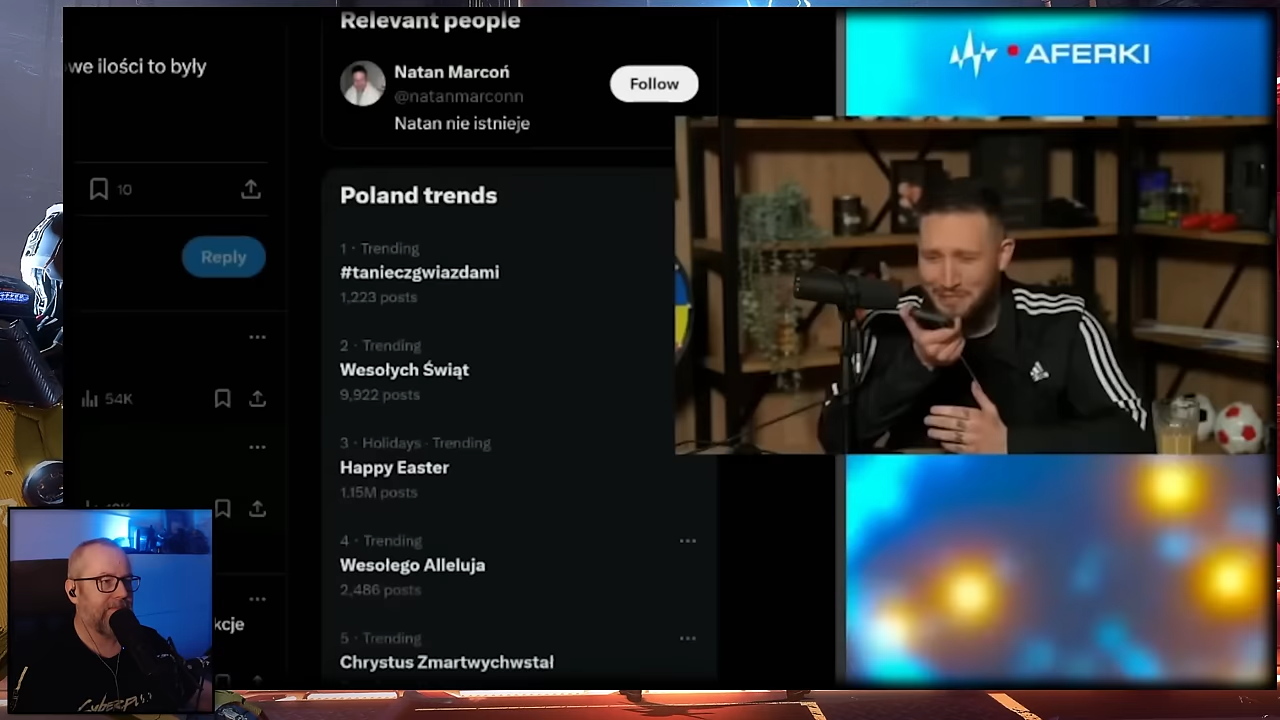 we ilości to były
10
Reply
54K
kcje
Relevant people
Natan Marcoń
@natanmarconn
Follow
Natan nie istnieje
Poland trends
1 · Trending
#tanieczgwiazdami
1,223 posts
2 · Trending
Wesołych Świąt
9,922 posts
3 · Holidays · Trending
Happy Easter
1.15M posts
4 · Trending
Wesołego Alleluja
2,486 posts
5 · Trending
Chrystus Zmartwychwstał
AFERKI